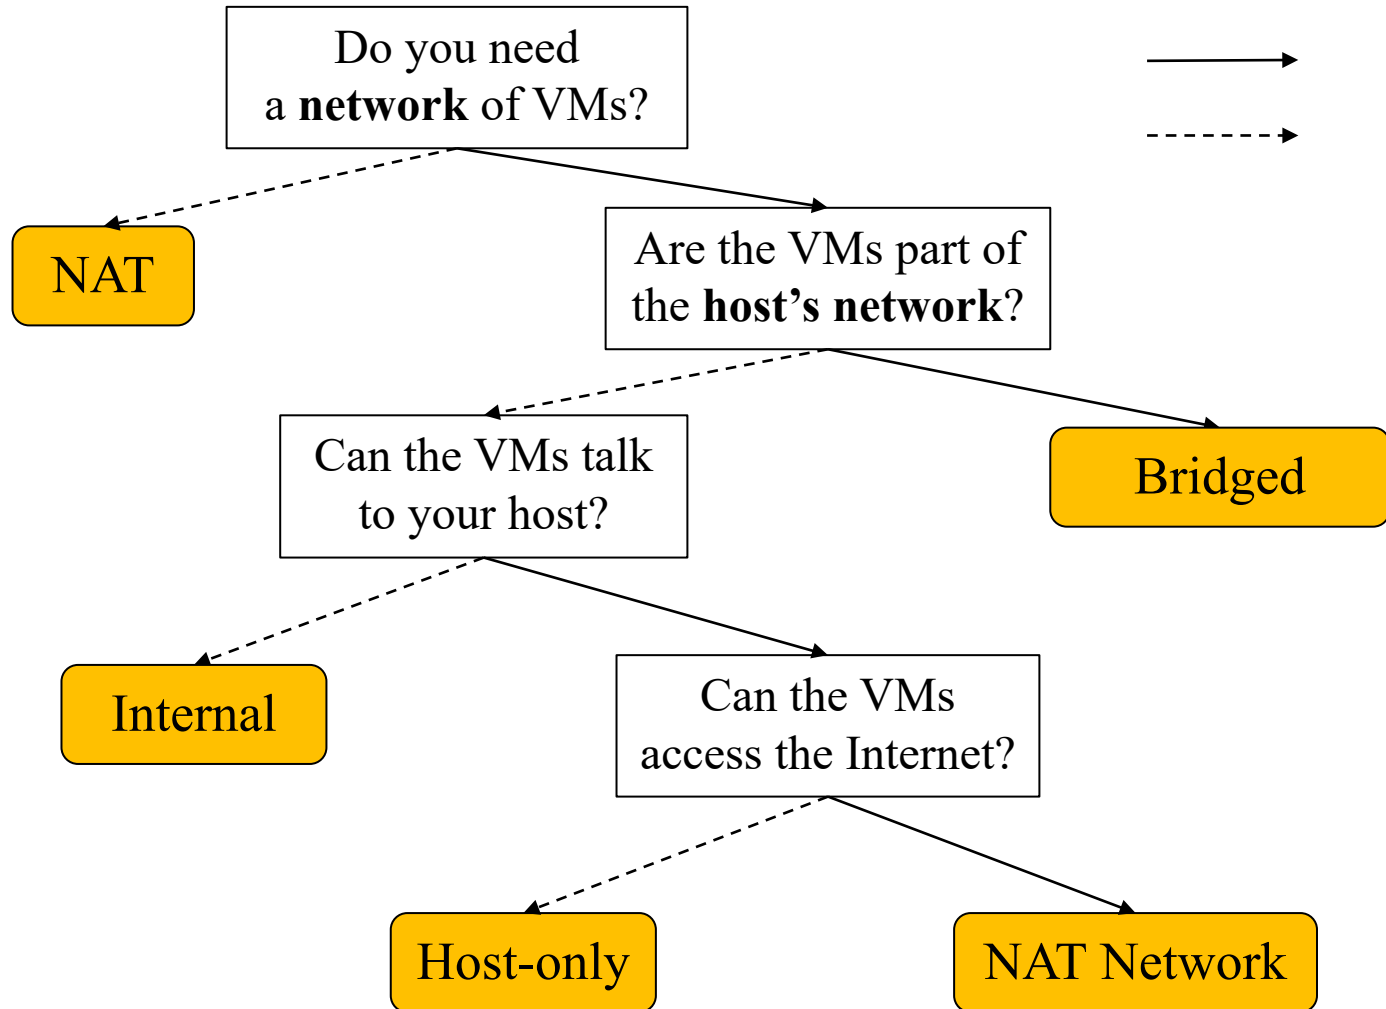 Do you need
a network of VMs?
NAT
Are the VMs part of
the host’s network?
Can the VMs talk
to your host?
Bridged
Internal
Can the VMs
access the Internet?
Host-only
NAT Network